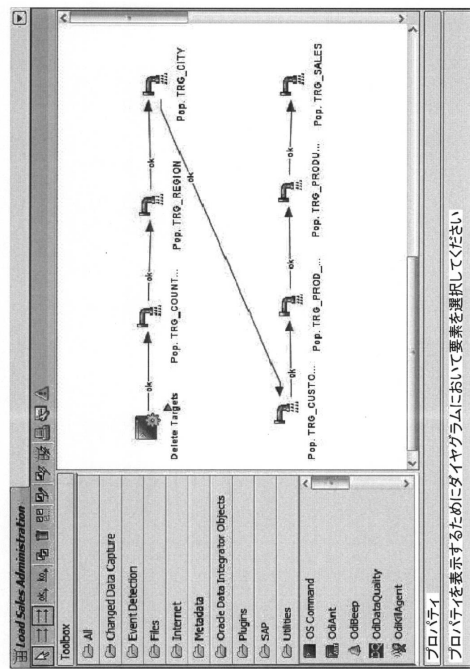 Load Sales Administration
ok
ko
Toolbox
All
Changed Data Capture
Event Detection
Files
Internet
Metadata
Oracle Data Integrator Objects
Plugins
SAP
Utilities
OS Command
OdiAnt
OdiBeep
OdiDataQuality
OdiKillAgent
Delete Targets
ok
Pop. TRG_COUNT...
ok
Pop. TRG_REGION
ok
Pop. TRG_CITY
ok
Pop. TRG_CUSTO...
ok
Pop. TRG_PROD_...
ok
Pop. TRG_PRODU...
ok
Pop. TRG_SALES
プロパティ
プロパティを表示するためにダイヤグラムにおいて要素を選択してください